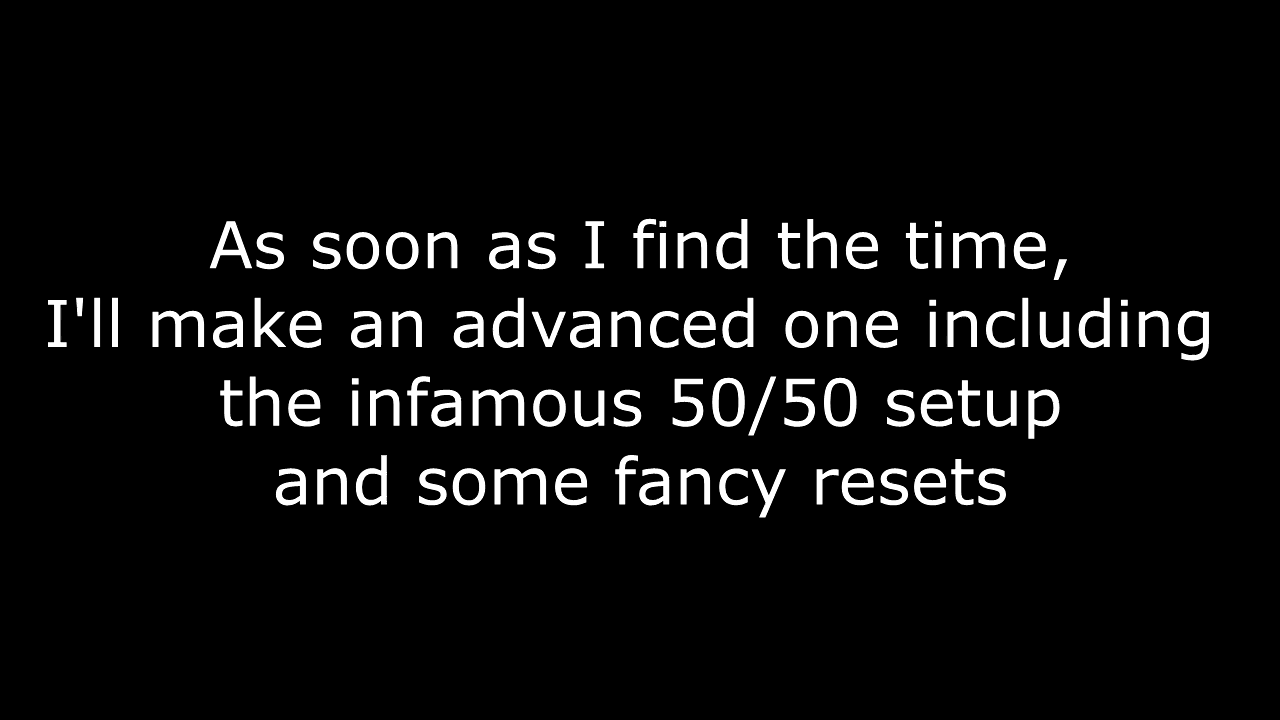 As soon as I find the time,
I'll make an advanced one including
the infamous 50/50 setup
and some fancy resets